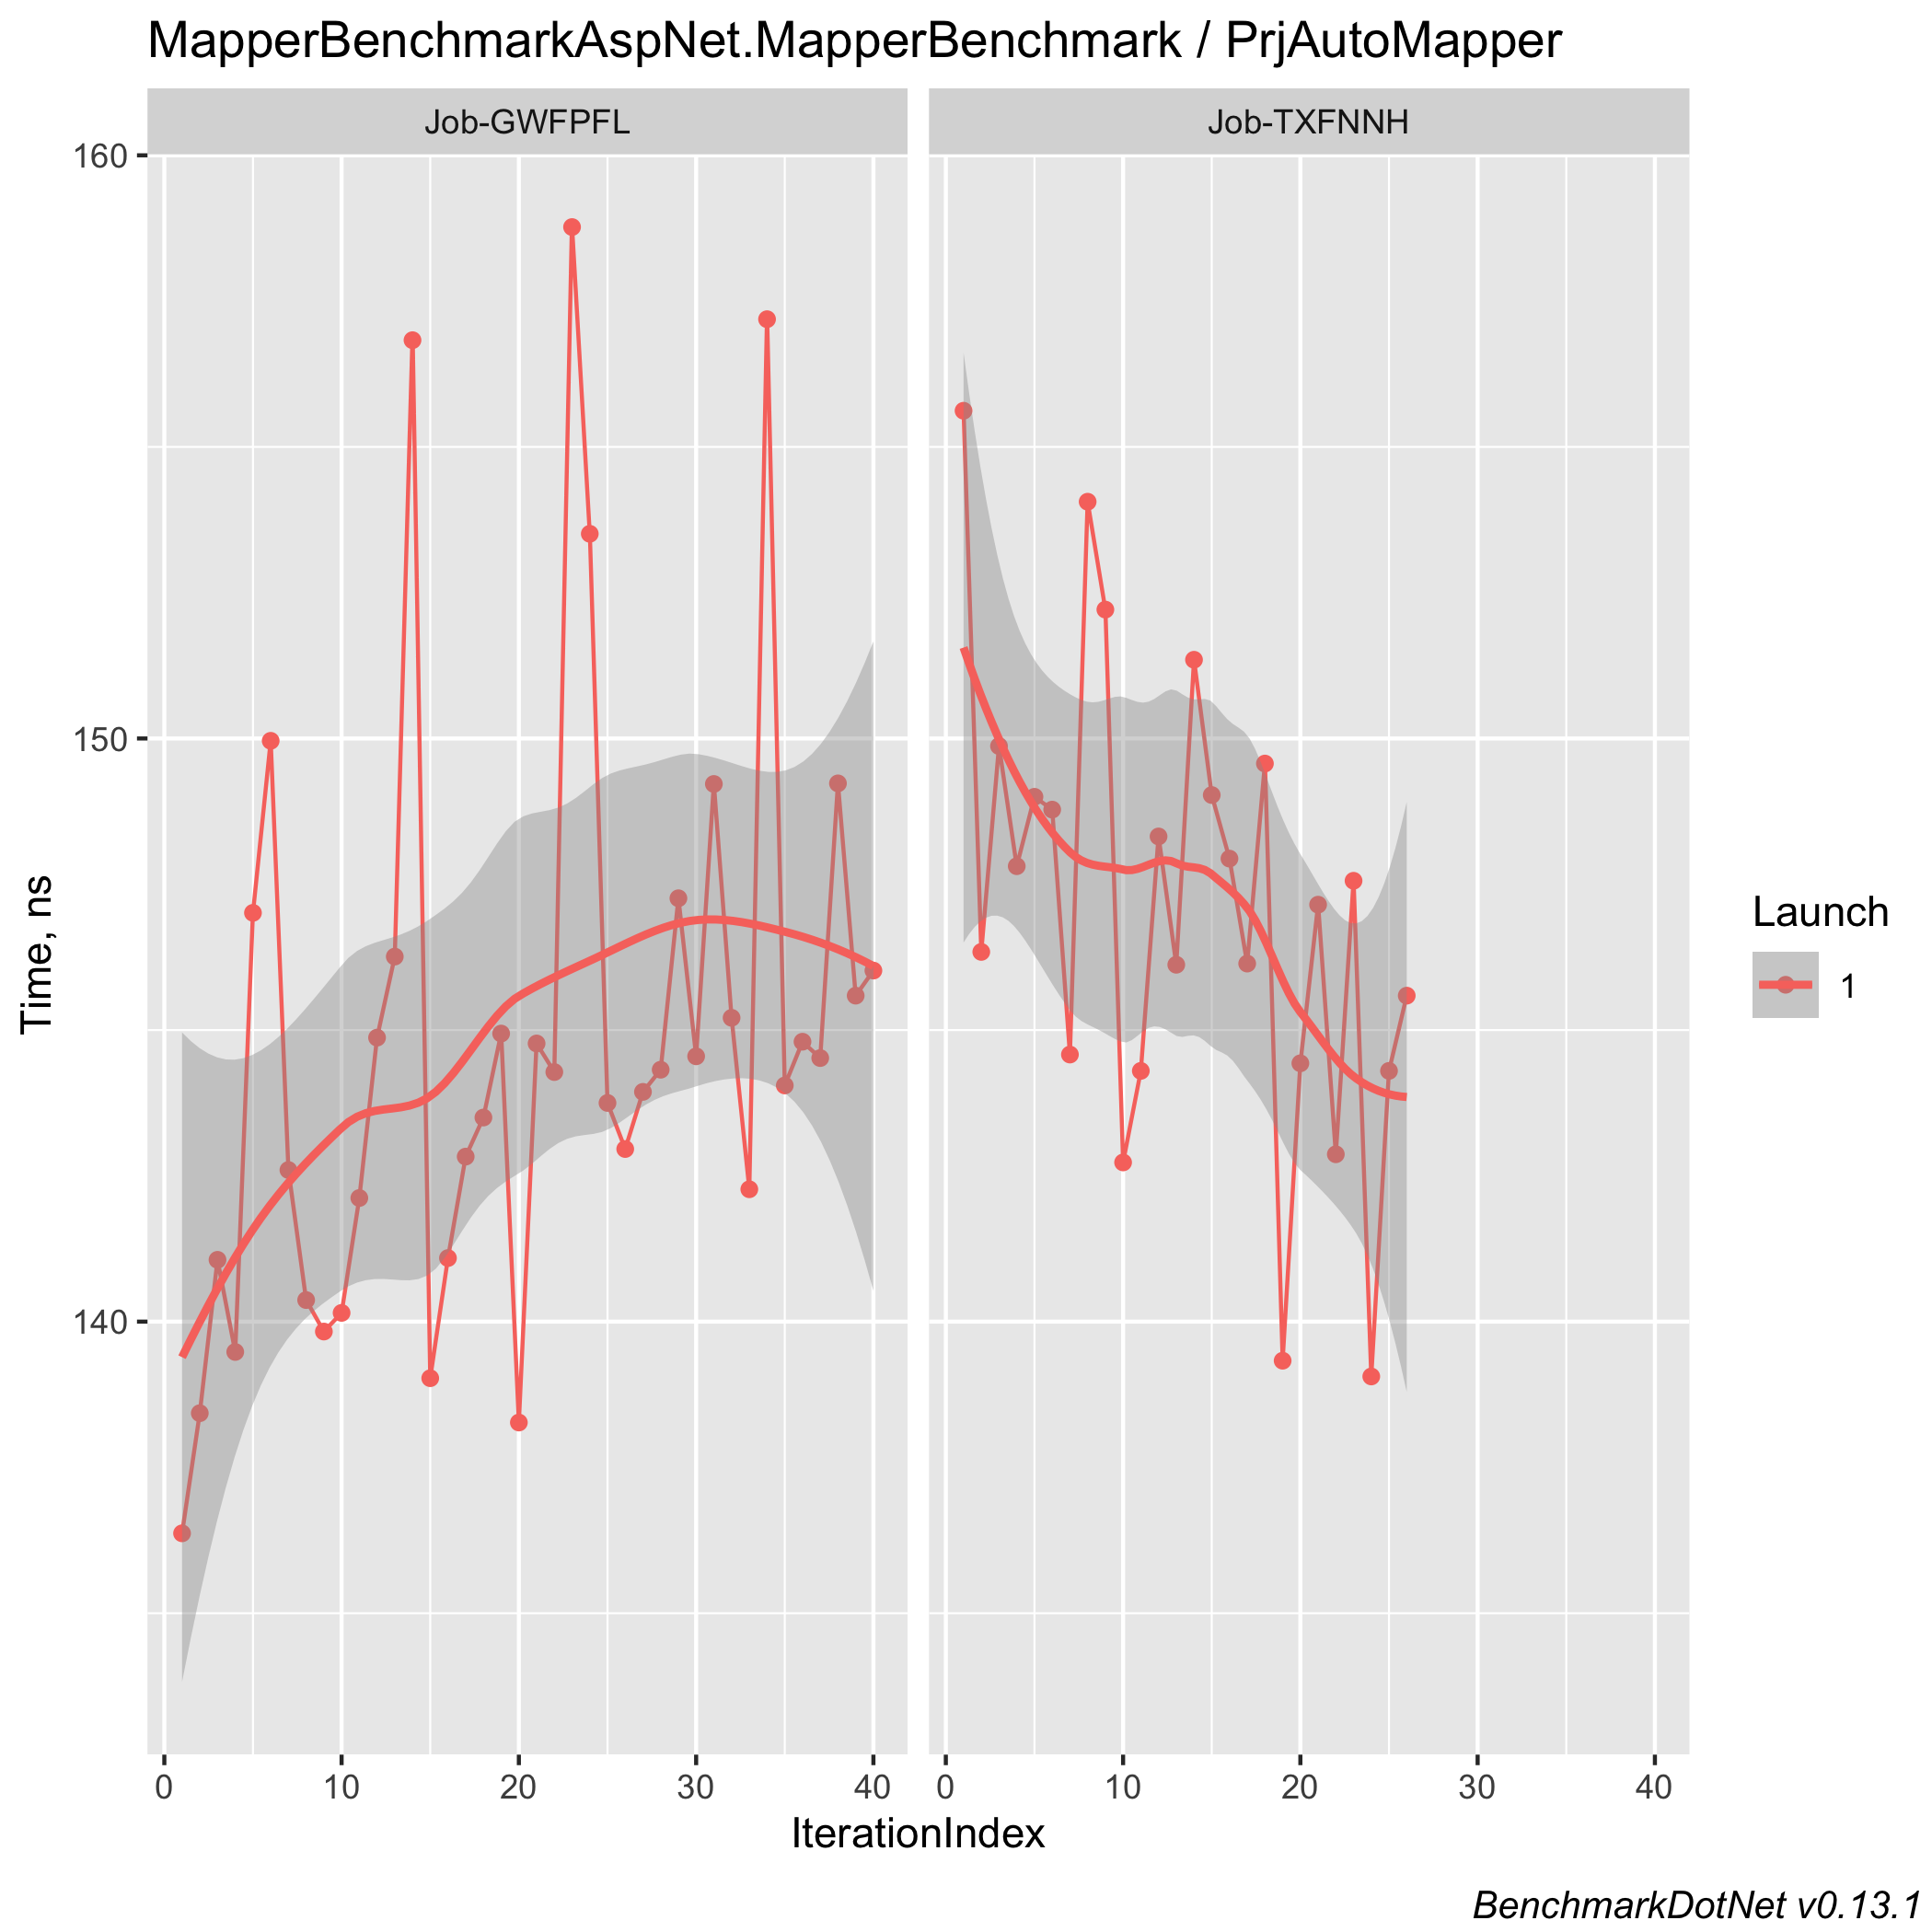 MapperBenchmarkAspNet.MapperBenchmark / PrjAutoMapper
Job-GWFPFL
Job-TXFNNH
160
150
140
Time, ns
0 10 20 30 40
0 10 20 30 40
IterationIndex
Launch
1
BenchmarkDotNet v0.13.1